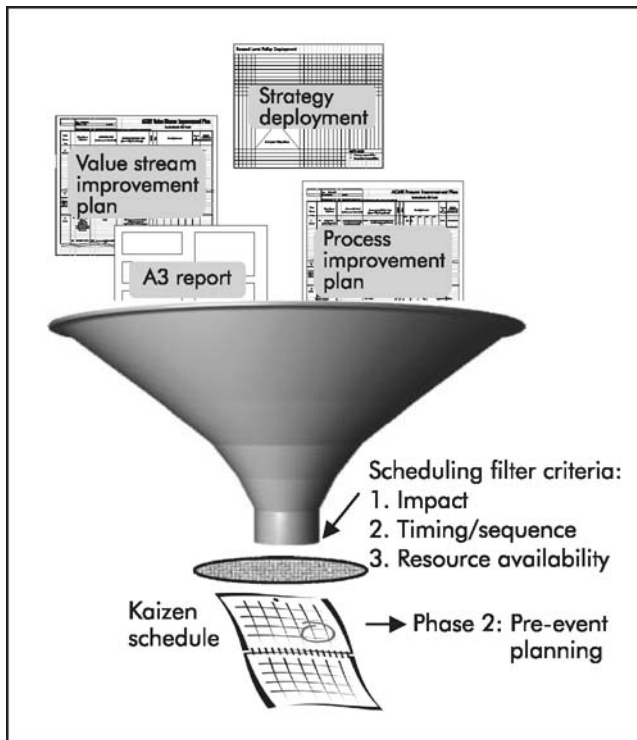 Strategy
deployment
Value stream
improvement
plan
Process
improvement
plan
A3 report
Scheduling filter criteria:
1. Impact
2. Timing/sequence
3. Resource availability
Kaizen
schedule
Phase 2: Pre-event
planning